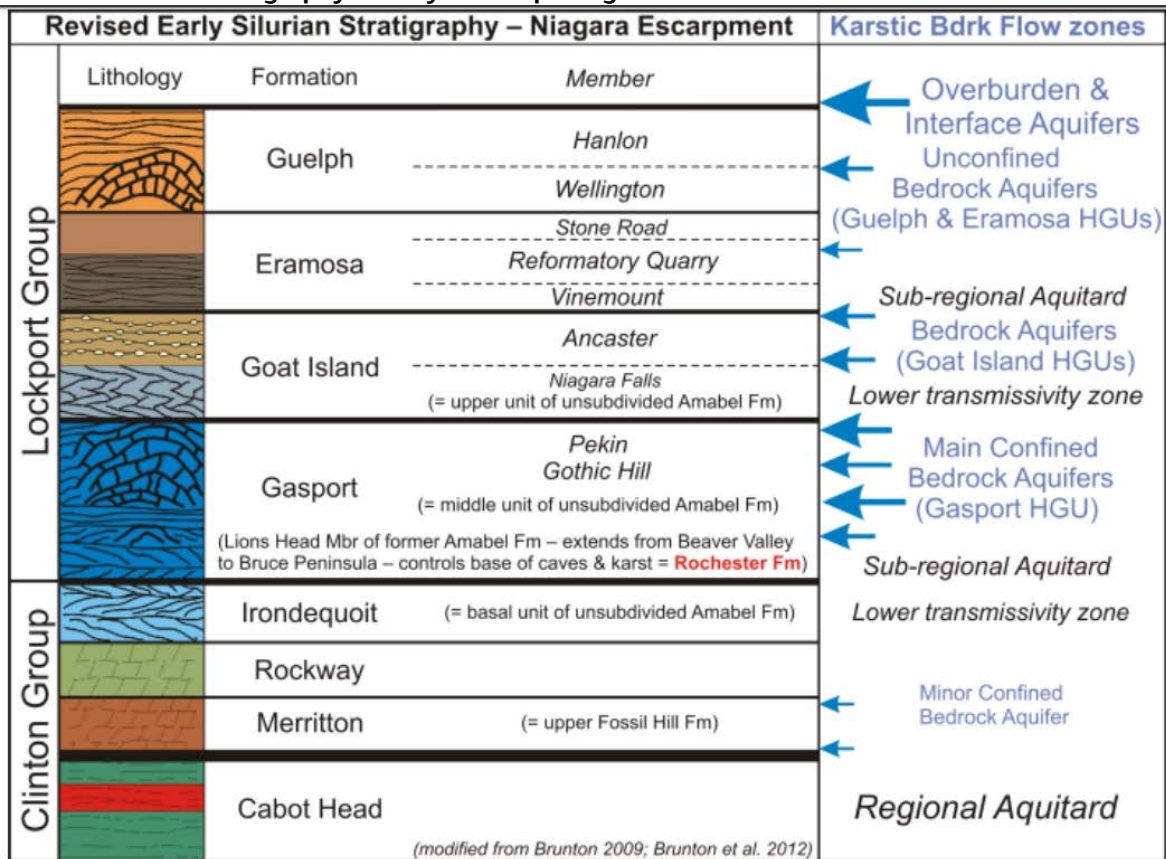 Revised Early Silurian Stratigraphy – Niagara Escarpment
Karstic Bdrk Flow zones
Lithology
Formation
Member
Overburden &
Interface Aquifers
Lockport Group
Guelph
Hanlon
Wellington
Unconfined
Bedrock Aquifers
(Guelph & Eramosa HGUs)
Eramosa
Stone Road
Reformatory Quarry
Vinemount
Sub-regional Aquitard
Goat Island
Ancaster
Niagara Falls
(= upper unit of unsubdivided Amabel Fm)
Bedrock Aquifers
(Goat Island HGUs)
Lower transmissivity zone
Gasport
Pekin
Gothic Hill
(= middle unit of unsubdivided Amabel Fm)
(Lions Head Mbr of former Amabel Fm – extends from Beaver Valley
to Bruce Peninsula – controls base of caves & karst = Rochester Fm)
Main Confined
Bedrock Aquifers
(Gasport HGU)
Sub-regional Aquitard
Clinton Group
Irondequoit
(= basal unit of unsubdivided Amabel Fm)
Lower transmissivity zone
Rockway
Merritton
(= upper Fossil Hill Fm)
Minor Confined
Bedrock Aquifer
Cabot Head
Regional Aquitard
(modified from Brunton 2009; Brunton et al. 2012)